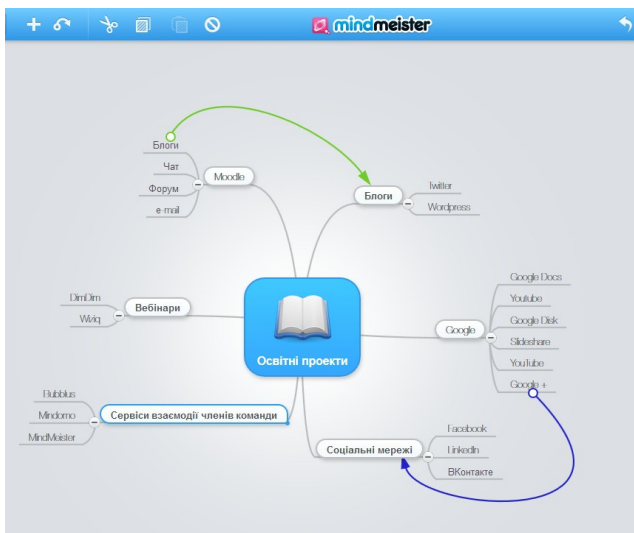 mindmeister
Блоги
Чат
Форум
e-mail
Moodle
Блоги
Twitter
Wordpress
DimDim
Wiziq
Вебінари
Освітні проекти
Google
Google Docs
Youtube
Google Disk
Slideshare
YouTube
Google +
Bubblus
Mindomo
MindMeister
Сервіси взаємодії членів команди
Соціальні мережі
Facebook
LinkedIn
ВКонтакте